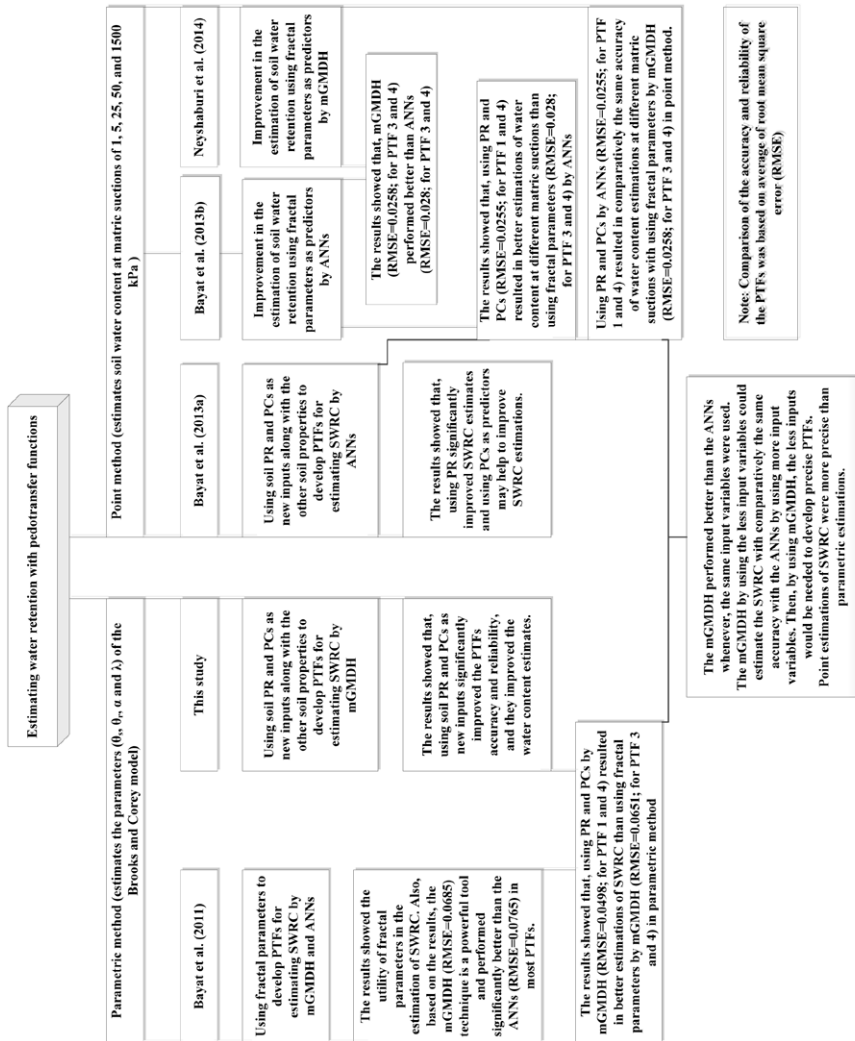 Estimating water retention with pedotransfer functions
Parametric method (estimates the parameters (θs, θr, α and λ) of the
Brooks and Corey model)
Bayat et al. (2011)
Using fractal parameters to
develop PTFs for
estimating SWRC by
mGMDH and ANNs
The results showed the
utility of fractal
parameters in the
estimation of SWRC. Also,
based on the results, the
mGMDH (RMSE=0.0685)
technique is a powerful tool
and performed
significantly better than the
ANNs (RMSE=0.0765) in
most PTFs.
This study
Using soil PR and PCs as
new inputs along with the
other soil properties to
develop PTFs for
estimating SWRC by
mGMDH
The results showed that,
using soil PR and PCs as
new inputs significantly
improved the PTFs
accuracy and reliability,
and they improved the
water content estimates.
The results showed that, using PR and PCs by
mGMDH (RMSE=0.0498; for PTF 1 and 4) resulted
in better estimations of SWRC than using fractal
parameters by mGMDH (RMSE=0.0651; for PTF 3
and 4) in parametric method
Point method (estimates soil water content at matric suctions of 1, 5, 25, 50, and 1500
kPa )
Bayat et al. (2013a)
Using soil PR and PCs as
new inputs along with the
other soil properties to
develop PTFs for
estimating SWRC by
ANNs
The results showed that,
using PR significantly
improved SWRC estimates
and using PCs as predictors
may help to improve
SWRC estimations.
Bayat et al. (2013b)
Improvement in the
estimation of soil water
retention using fractal
parameters as predictors
by ANNs
Neyshaburi et al. (2014)
Improvement in the
estimation of soil water
retention using fractal
parameters as predictors
by mGMDH
The results showed that, mGMDH
(RMSE=0.0258; for PTF 3 and 4)
performed better than ANNs
(RMSE=0.028; for PTF 3 and 4)
The results showed that, using PR and
PCs (RMSE=0.0255; for PTF 1 and 4)
resulted in better estimations of water
content at different matric suctions than
using fractal parameters (RMSE=0.028;
for PTF 3 and 4) by ANNs
Using PR and PCs by ANNs (RMSE=0.0255; for PTF
1 and 4) resulted in comparatively the same accuracy
of water content estimations at different matric
suctions with using fractal parameters by mGMDH
(RMSE=0.0258; for PTF 3 and 4) in point method.
The mGMDH performed better than the ANNs
whenever, the same input variables were used.
The mGMDH by using the less input variables could
estimate the SWRC with comparatively the same
accuracy with the ANNs by using more input
variables. Then, by using mGMDH, the less inputs
would be needed to develop precise PTFs.
Point estimations of SWRC were more precise than
parametric estimations.
Note: Comparison of the accuracy and reliability of
the PTFs was based on average of root mean square
error (RMSE)